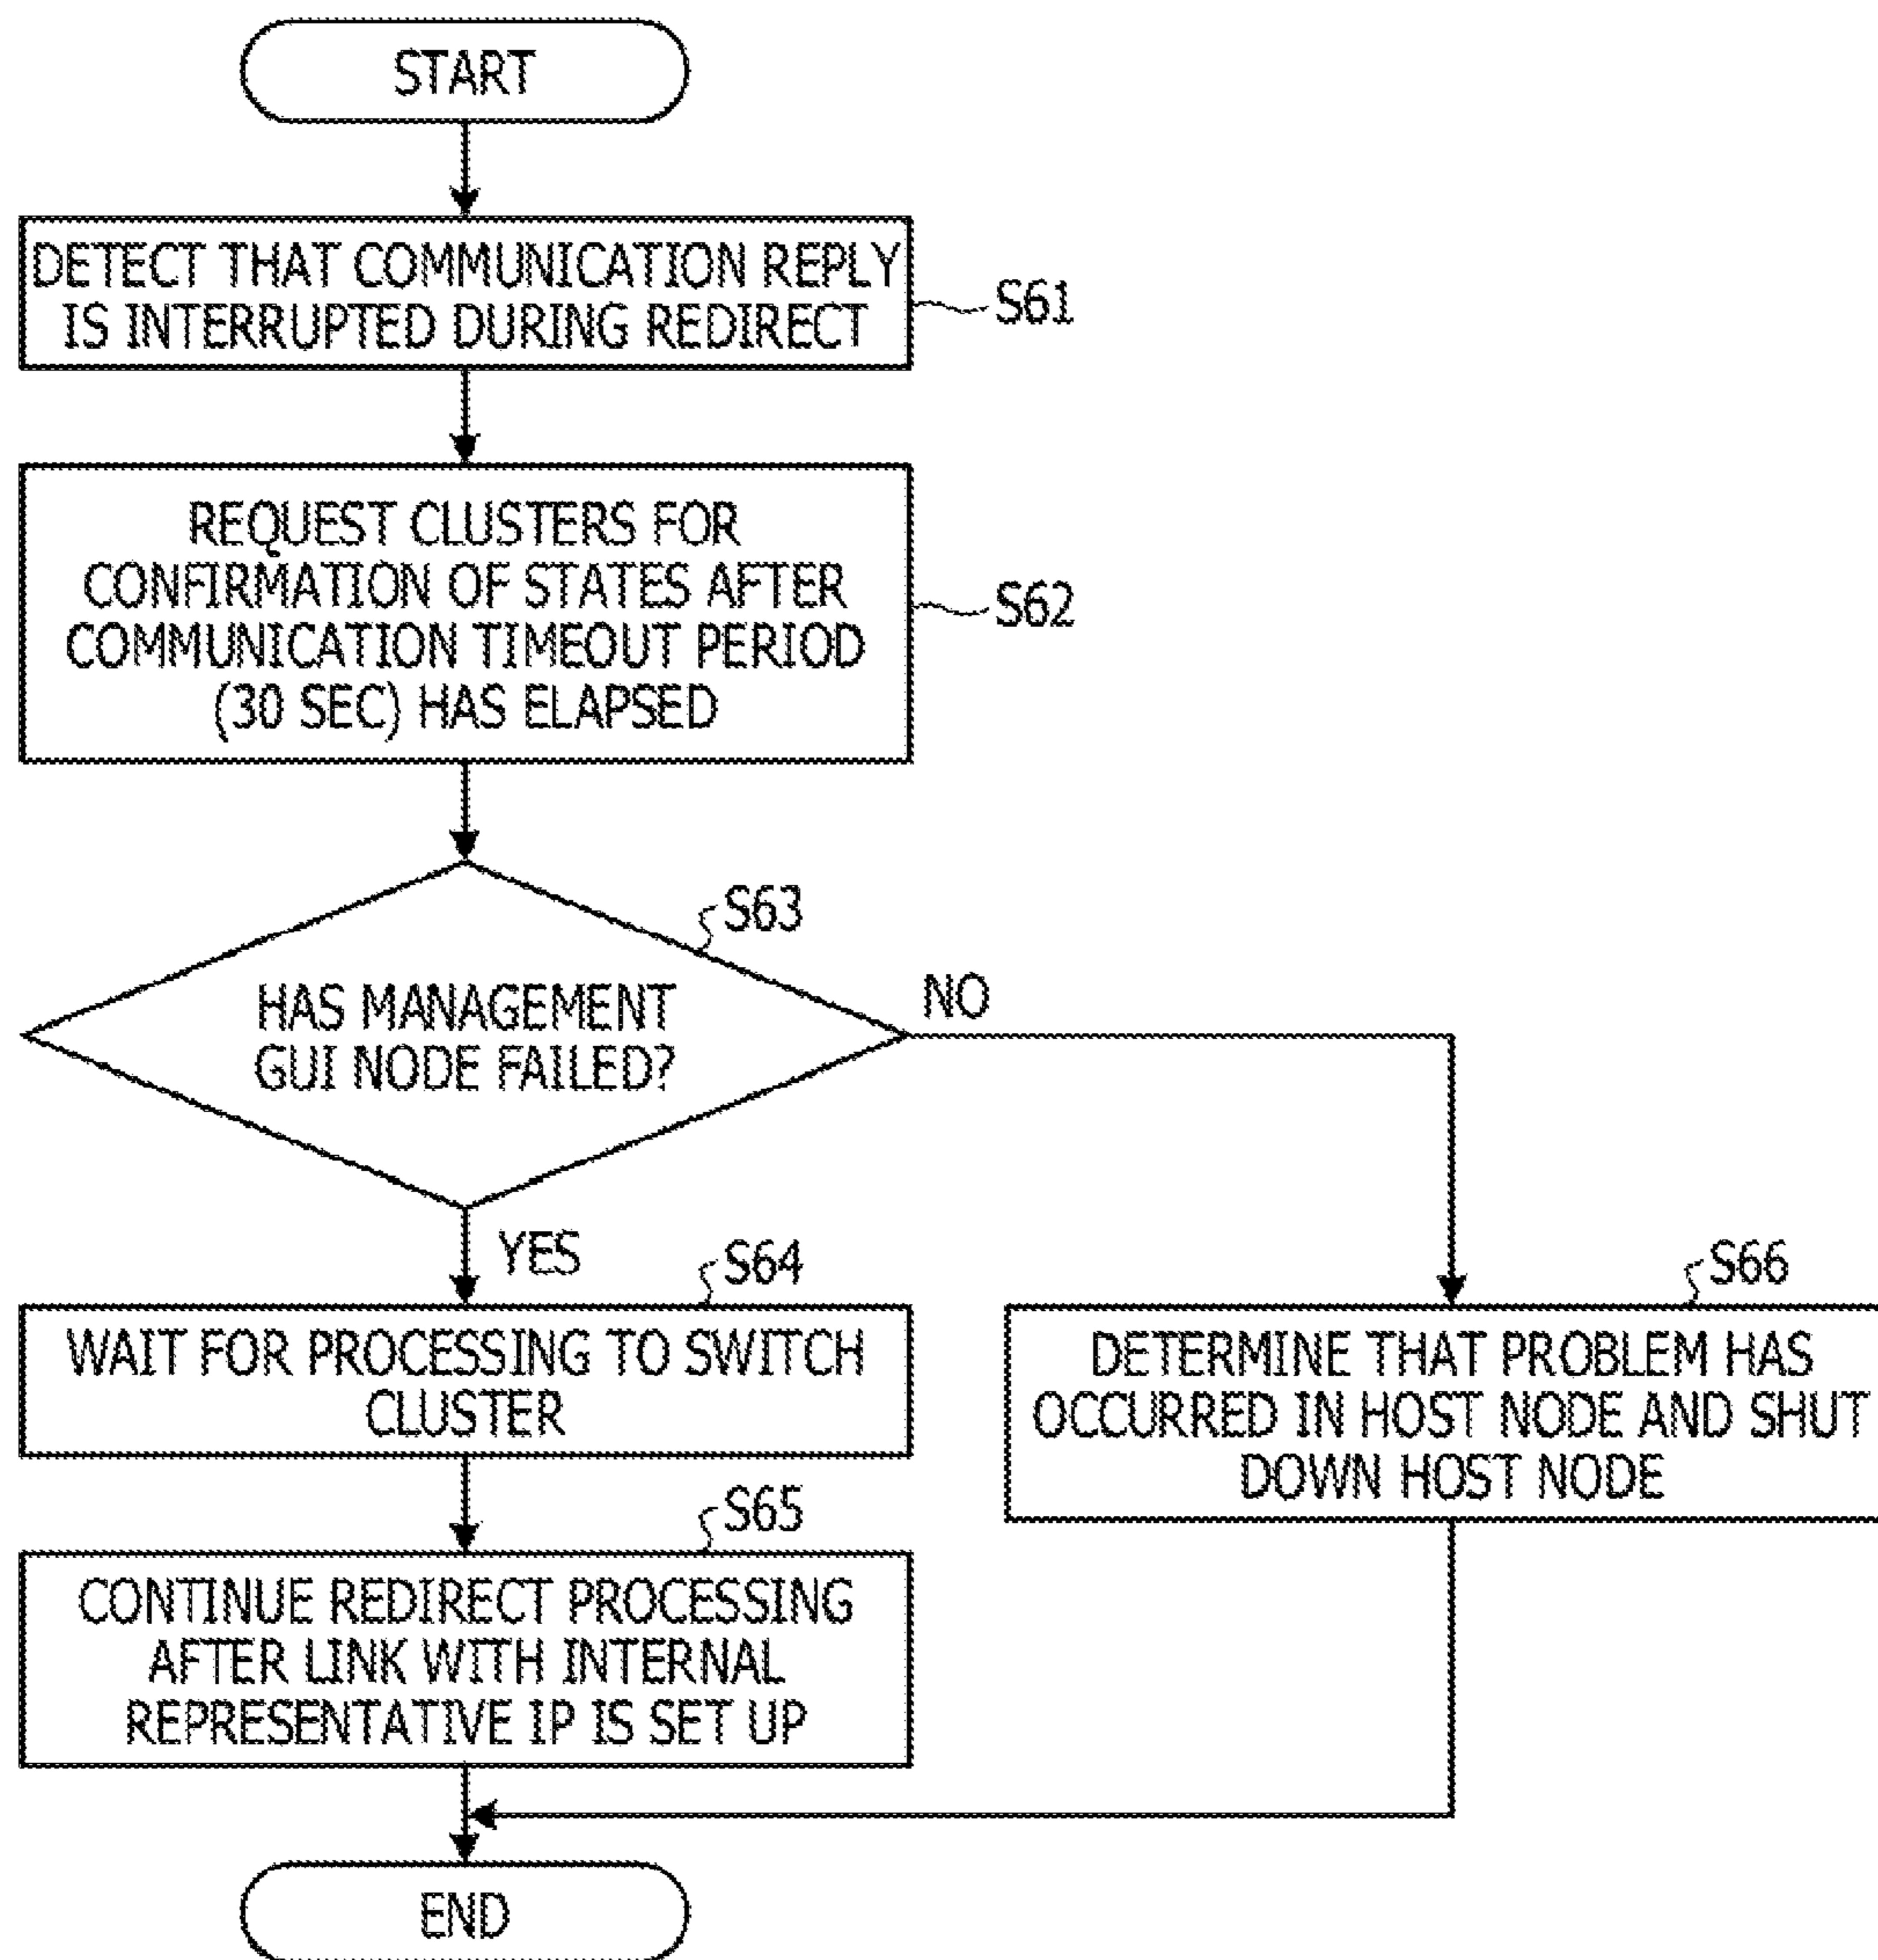 START
DETECT THAT COMMUNICATION REPLY
IS INTERRUPTED DURING REDIRECT
S61
REQUEST CLUSTERS FOR
CONFIRMATION OF STATES AFTER
COMMUNICATION TIMEOUT PERIOD
(30 SEC) HAS ELAPSED
S62
S63
HAS MANAGEMENT
GUI NODE FAILED?
NO
YES
S64
WAIT FOR PROCESSING TO SWITCH
CLUSTER
S66
DETERMINE THAT PROBLEM HAS
OCCURRED IN HOST NODE AND SHUT
DOWN HOST NODE
S65
CONTINUE REDIRECT PROCESSING
AFTER LINK WITH INTERNAL
REPRESENTATIVE IP IS SET UP
END